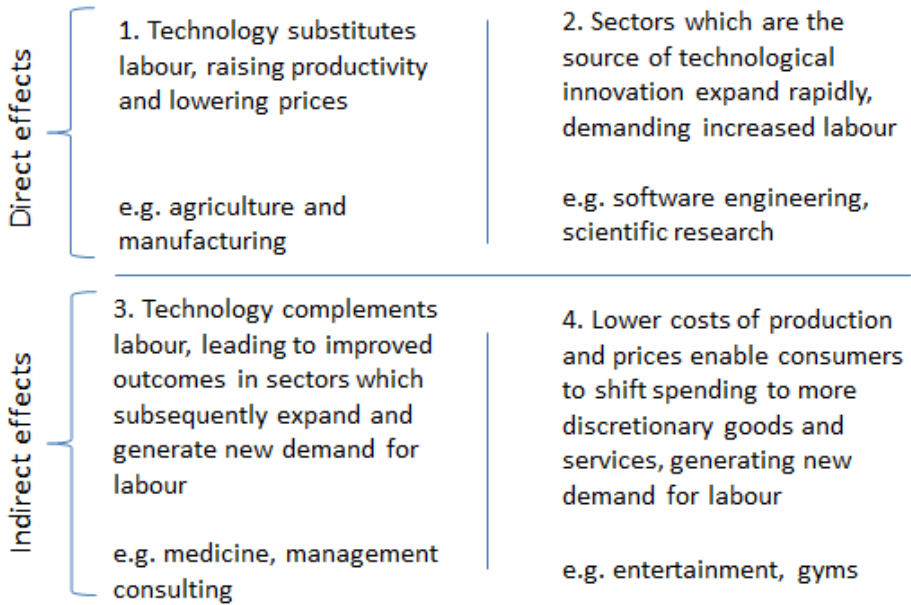 Direct effects
1. Technology substitutes
labour, raising productivity
and lowering prices
e.g. agriculture and
manufacturing
2. Sectors which are the
source of technological
innovation expand rapidly,
demanding increased labour
e.g. software engineering,
scientific research
Indirect effects
3. Technology complements
labour, leading to improved
outcomes in sectors which
subsequently expand and
generate new demand for
labour
e.g. medicine, management
consulting
4. Lower costs of production
and prices enable consumers
to shift spending to more
discretionary goods and
services, generating new
demand for labour
e.g. entertainment, gyms